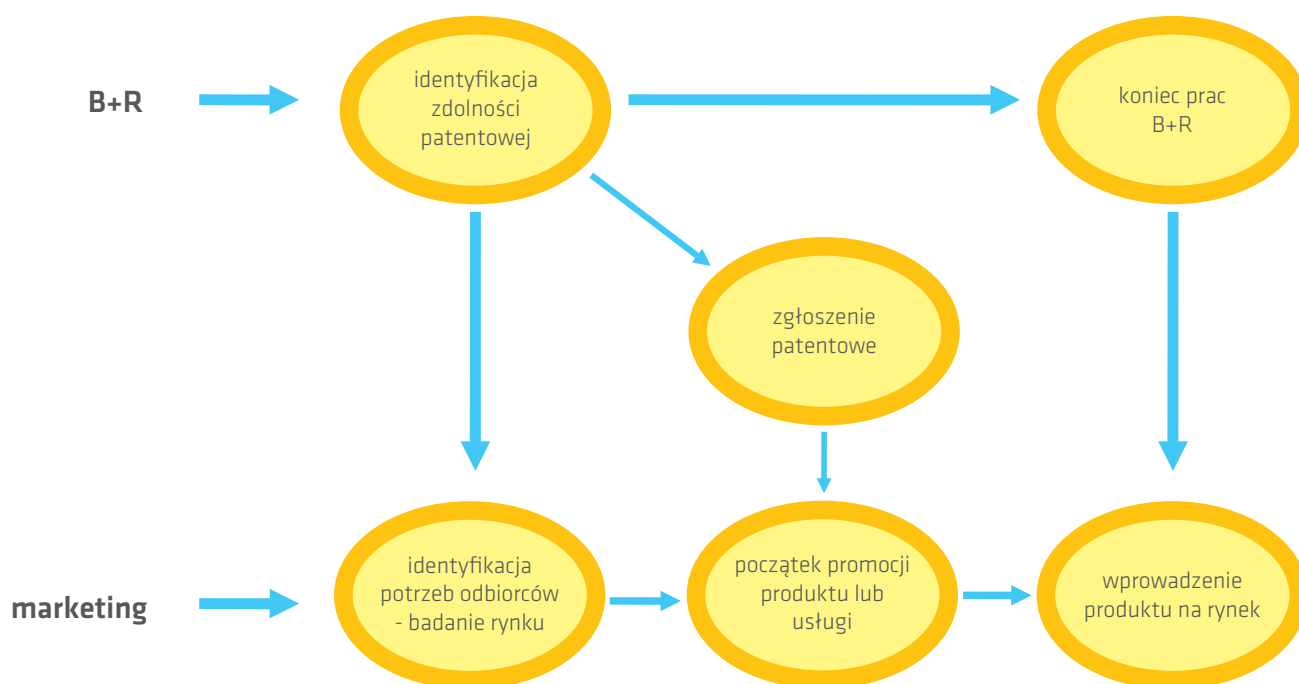 B+R
identyfikacja
zdolności
patentowej
koniec prac
B+R
zgłoszenie
patentowe
marketing
identyfikacja
potrzeb odbiorców
- badanie rynku
początek promocji
produktu lub
usługi
wprowadzenie
produktu na rynek